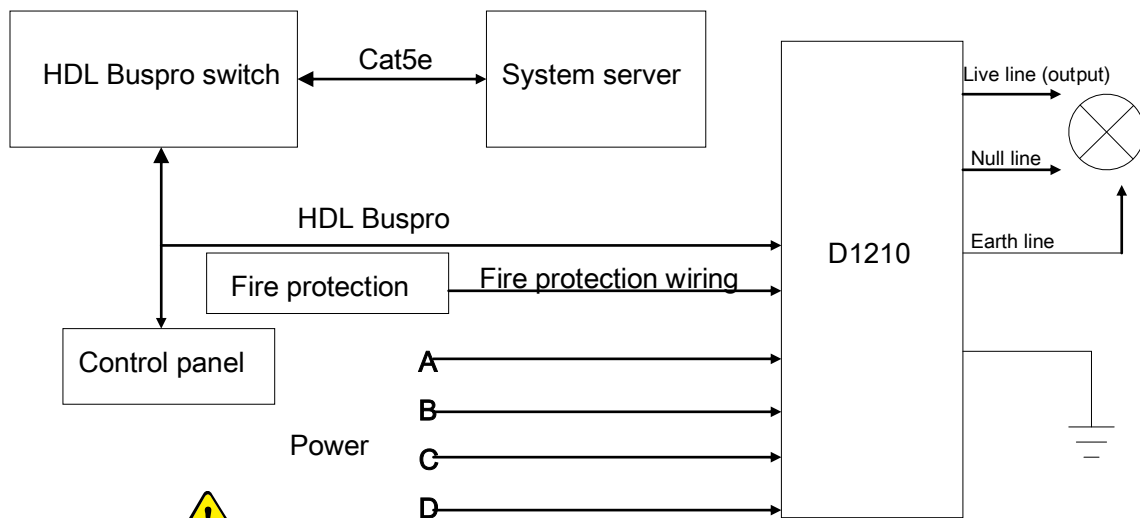 HDL Buspro switch
Cat5e
System server
Live line (output)
Null line
HDL Buspro
Earth line
D1210
Fire protection
Fire protection wiring
Control panel
A
B
Power
C
D
!